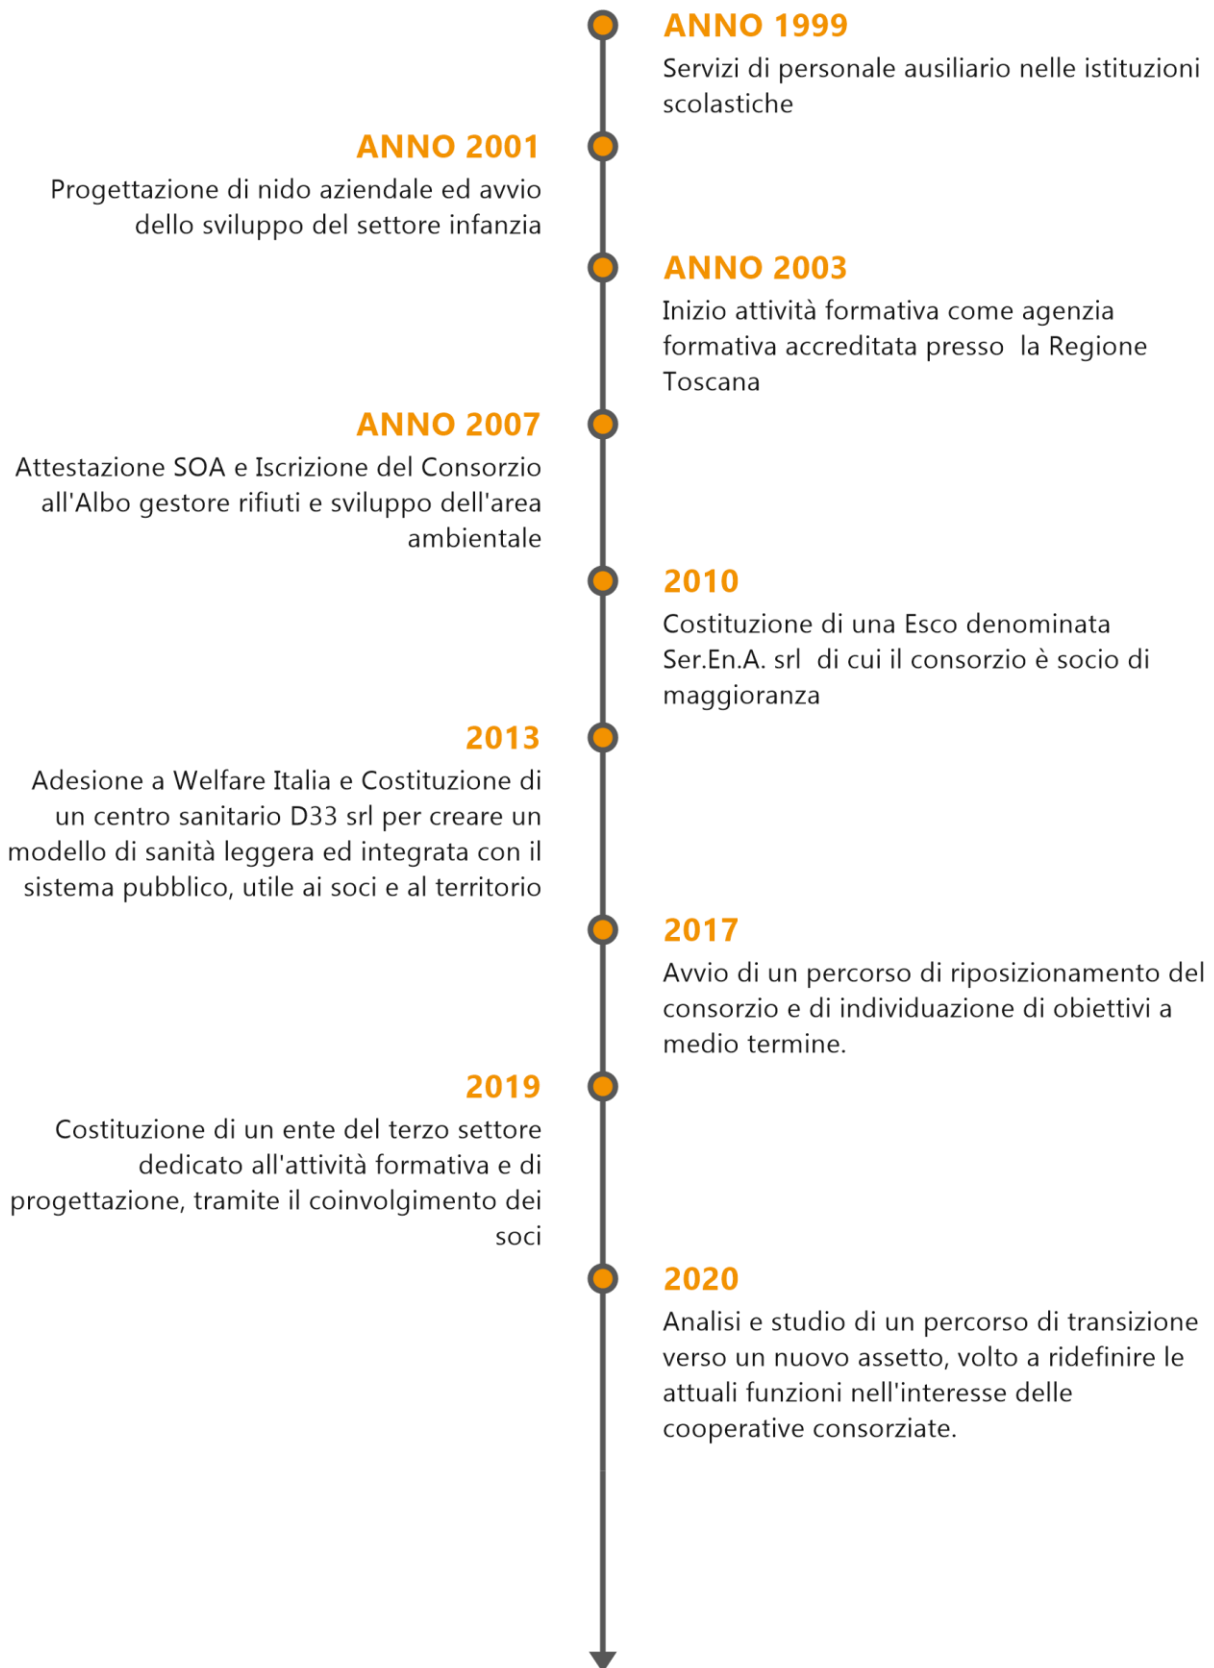 ANNO 1999
Servizi di personale ausiliario nelle istituzioni
scolastiche
ANNO 2001
Progettazione di nido aziendale ed avvio
dello sviluppo del settore infanzia
ANNO 2003
Inizio attività formativa come agenzia
formativa accreditata presso  la Regione
Toscana
ANNO 2007
Attestazione SOA e Iscrizione del Consorzio
all'Albo gestore rifiuti e sviluppo dell'area
ambientale
2010
Costituzione di una Esco denominata
Ser.En.A. srl  di cui il consorzio è socio di
maggioranza
2013
Adesione a Welfare Italia e Costituzione di
un centro sanitario D33 srl per creare un
modello di sanità leggera ed integrata con il
sistema pubblico, utile ai soci e al territorio
2017
Avvio di un percorso di riposizionamento del
consorzio e di individuazione di obiettivi a
medio termine.
2019
Costituzione di un ente del terzo settore
dedicato all'attività formativa e di
progettazione, tramite il coinvolgimento dei
soci
2020
Analisi e studio di un percorso di transizione
verso un nuovo assetto, volto a ridefinire le
attuali funzioni nell'interesse delle
cooperative consorziate.